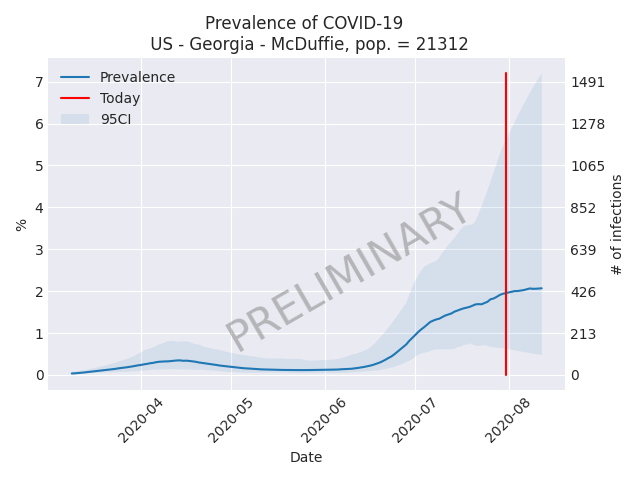 Prevalence of COVID-19
US - Georgia - McDuffie, pop. = 21312
Prevalence
Today
95CI
7
6
5
4
3
2
1
0
%
1491
1278
1065
852
639
426
213
0
# of infections
PRELIMINARY
2020-04
2020-05
2020-06
2020-07
2020-08
Date